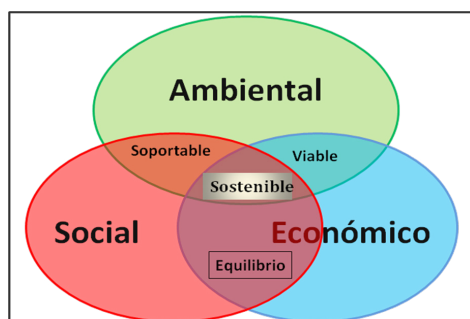 Ambiental
Soportable
Viable
Sostenible
Social
Económico
Equilibrio